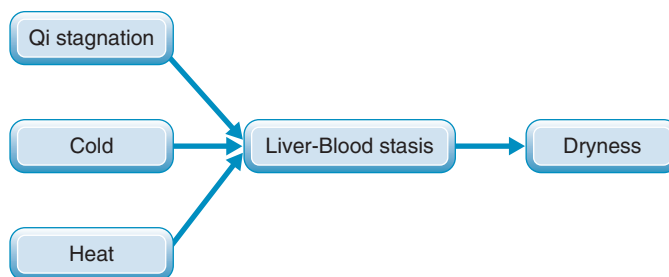 Qi stagnation
Cold
Liver-Blood stasis
Dryness
Heat